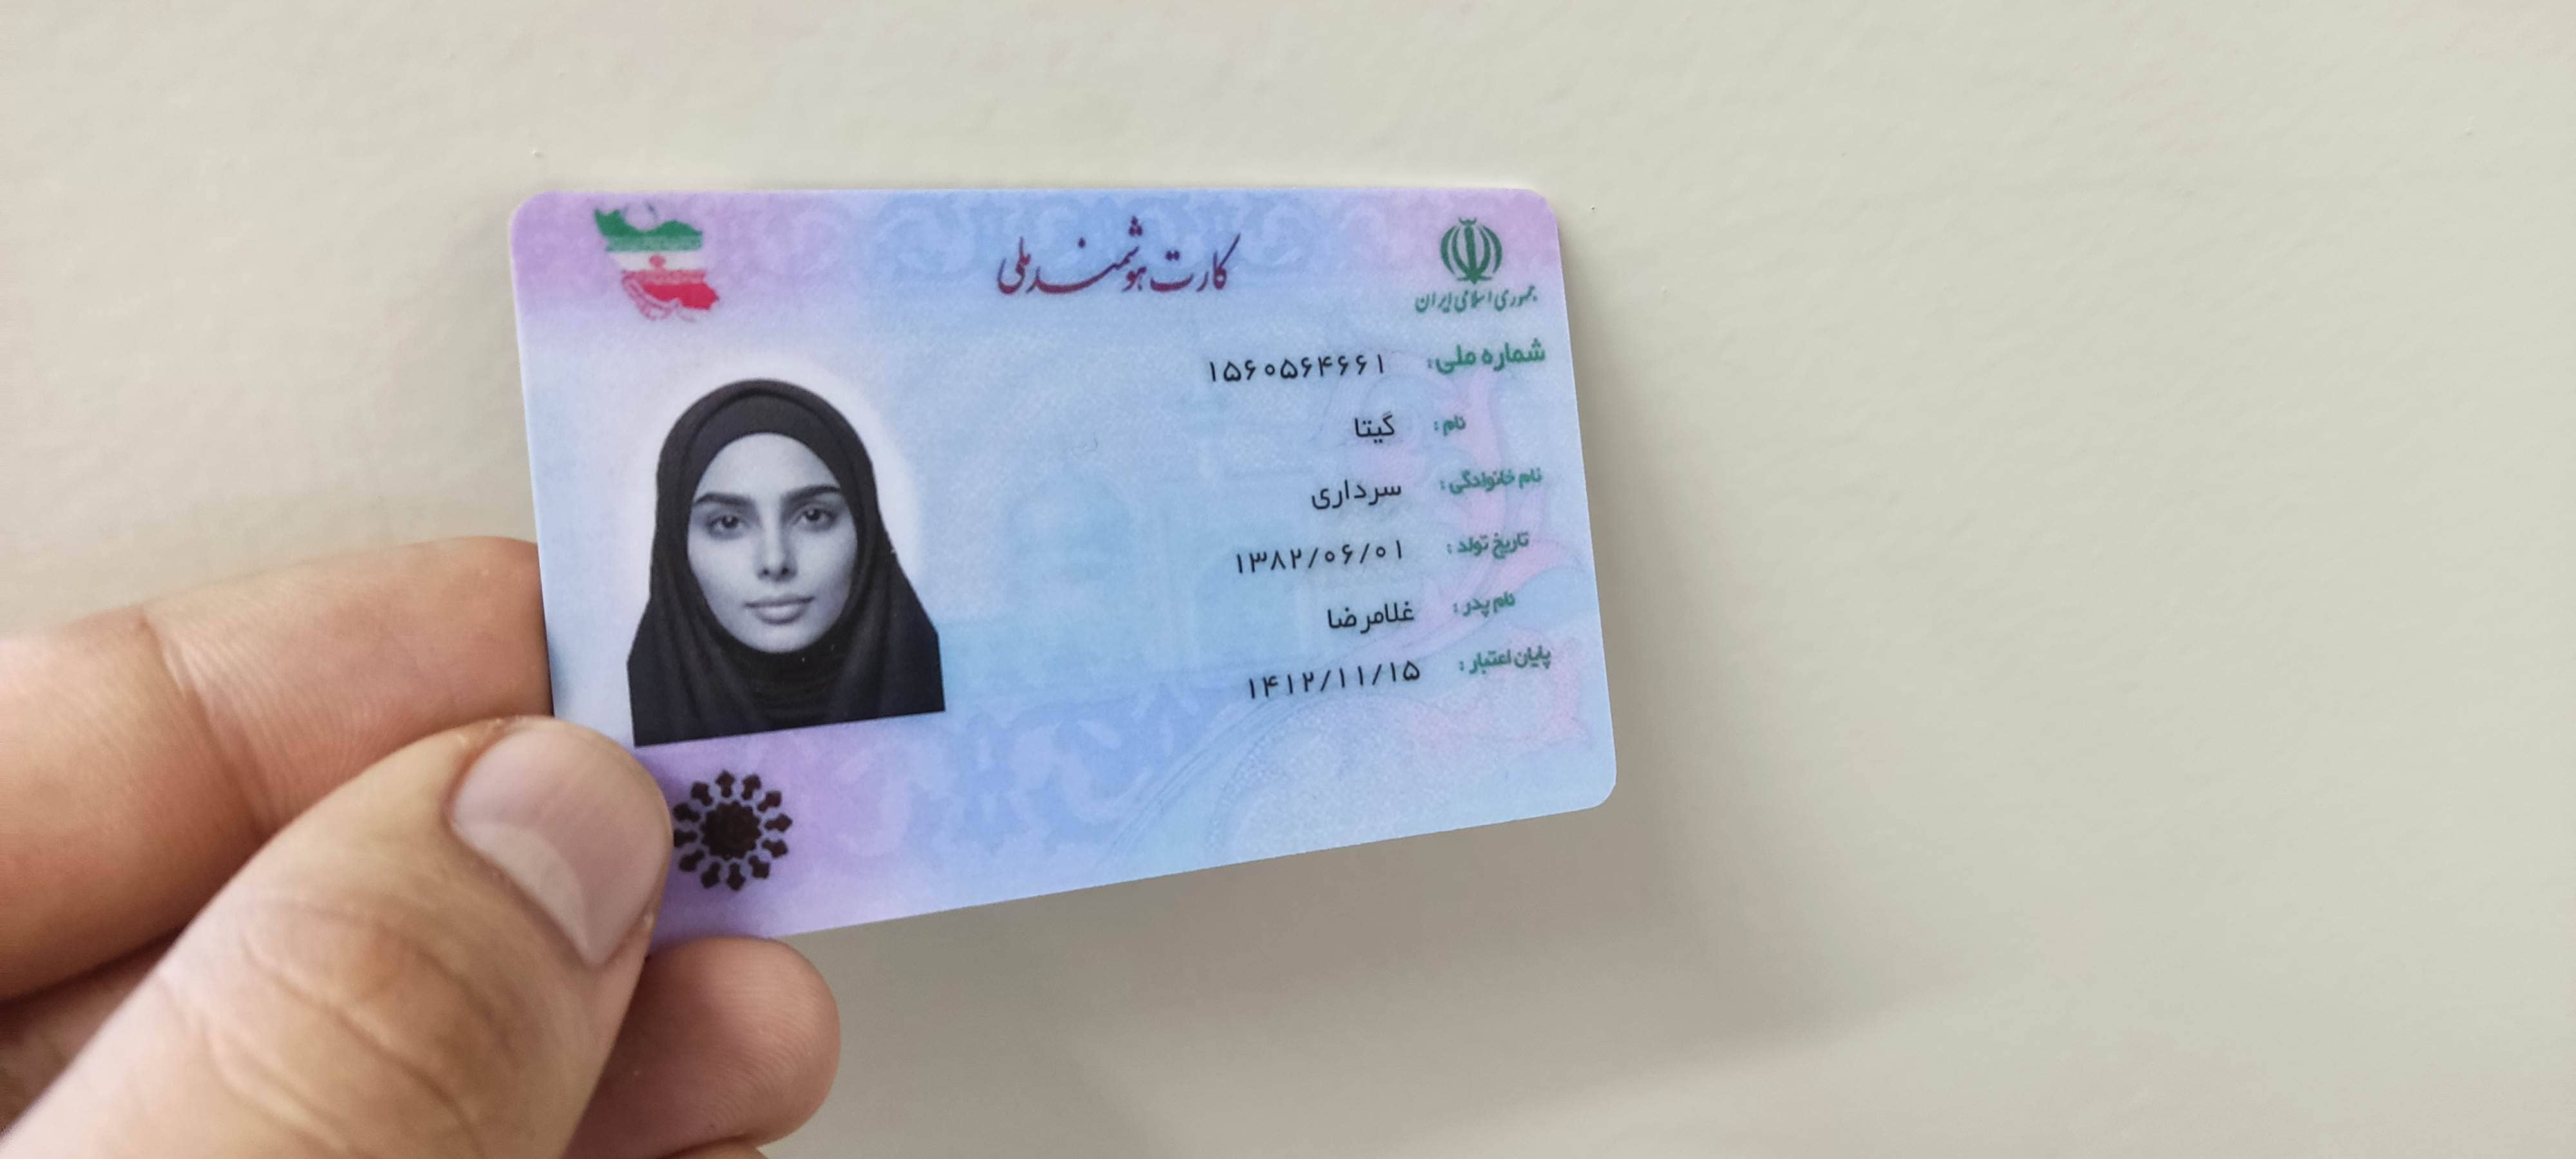 کارت هوشمند ملی
جمهوری اسلامی ایران
شماره ملی: ۱۵۶۰۵۶۴۶۶۱
نام: گیتا
نام خانوادگی: سرداری
تاریخ تولد: ۱۳۸۲/۰۶/۰۱
نام پدر: غلامرضا
پایان اعتبار: ۱۴۱۲/۱۱/۱۵